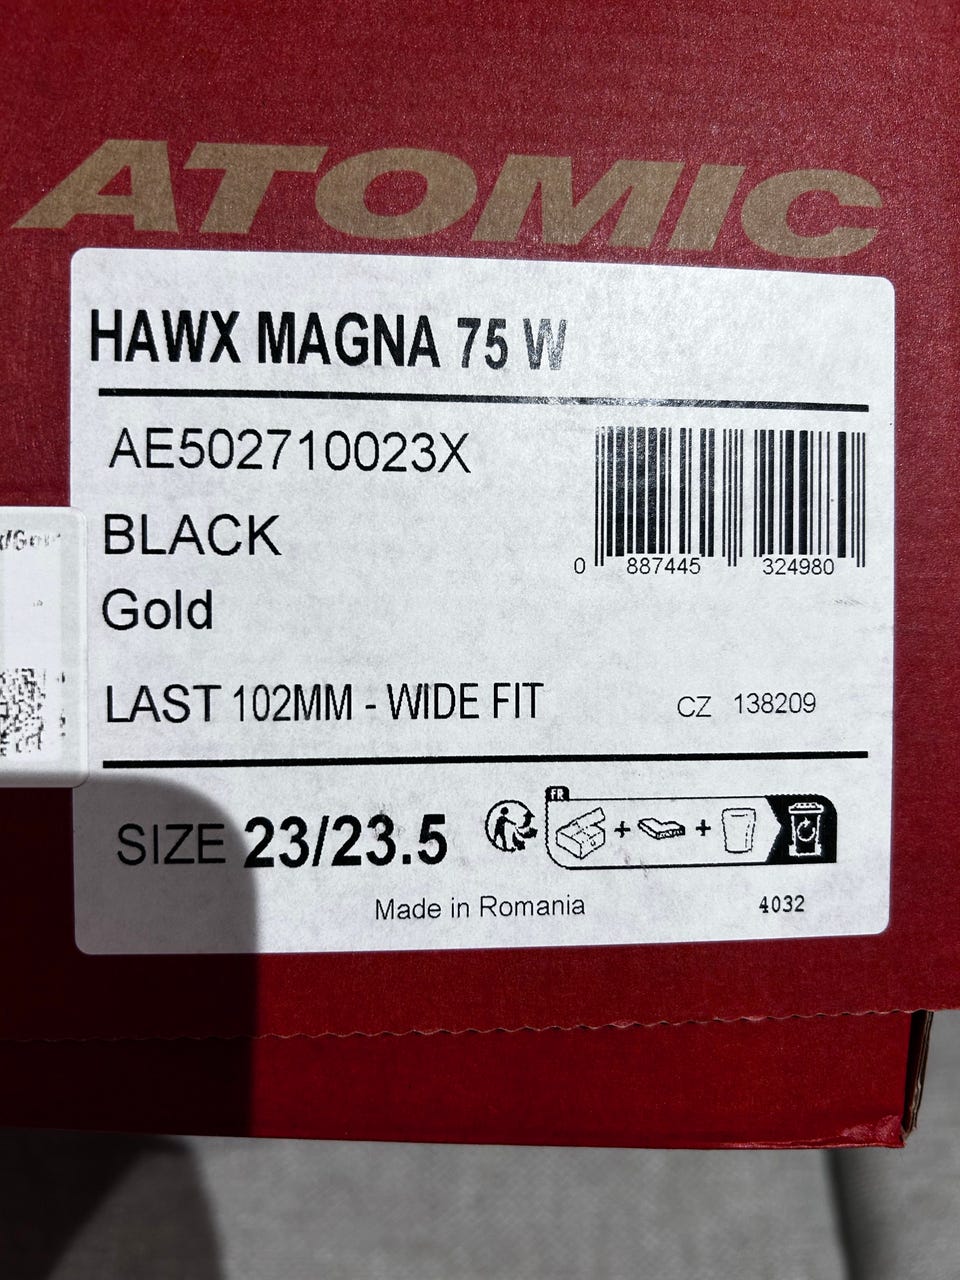 ATOMIC
HAWX MAGNA 75 W
AE502710023X
BLACK
Gold
0 887445 324980
LAST 102MM - WIDE FIT
CZ 138209
SIZE 23/23.5
FR
+ +
Made in Romania
4032